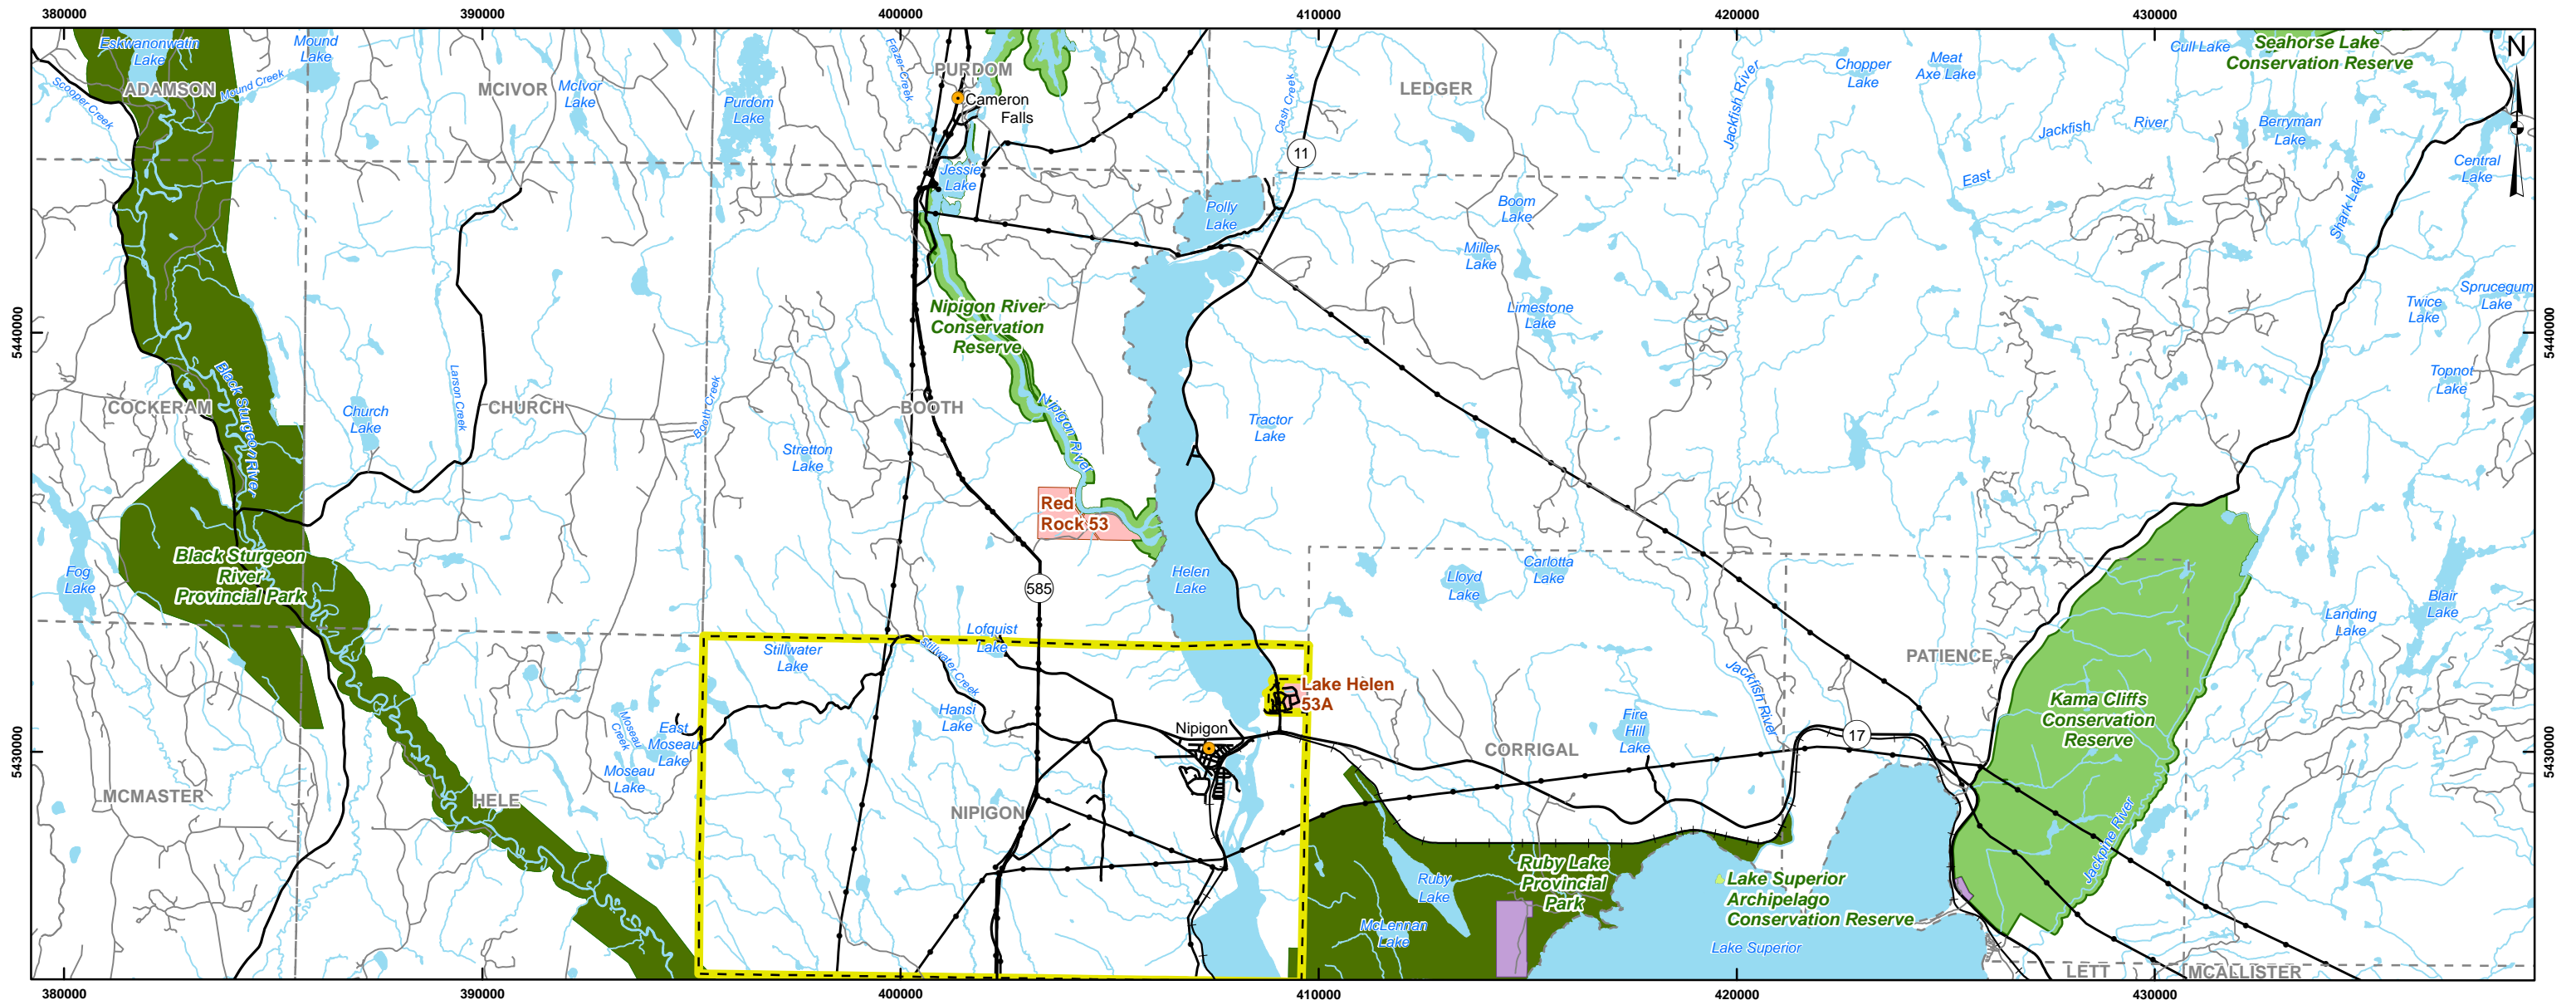 380000
390000
400000
410000
420000
430000
Eskwanonwatin
Lake
Mound
Lake
Scooper Creek
ADAMSON
Mound Creek
MCIVOR
McIvor
Lake
Purdom
Lake
Frazer Creek
PURDOM
Cameron
Falls
Cash Creek
11
LEDGER
Jackfish River
Chopper
Lake
Meat
Axe Lake
Cull Lake
Seahorse Lake
Conservation Reserve
N
Jackfish
River
East
Berryman
Lake
Central
Lake
Shark Lake
Jessie
Lake
Polly
Lake
Boom
Lake
Miller
Lake
Limestone
Lake
Twice
Lake
Sprucegum
Lake
Topnot
Lake
5440000
5440000
Nipigon River
Conservation
Reserve
Black Sturgeon River
COCKERAM
Church
Lake
Larson Creek
CHURCH
Booth Creek
BOOTH
Stretton
Lake
Nipigon River
Tractor
Lake
Red
Rock 53
Black Sturgeon
River
Provincial Park
Fog
Lake
585
Helen
Lake
Lloyd
Lake
Carlotta
Lake
Landing
Lake
Blair
Lake
Stillwater
Lake
Stillwater Creek
Lofquist
Lake
Lake Helen
53A
PATIENCE
Jackfish River
Kama Cliffs
Conservation
Reserve
Moseau
Creek
East
Moseau
Lake
Moseau
Lake
Hansi
Lake
Nipigon
Fire
Hill
Lake
CORRIGAL
17
5430000
5430000
MCMASTER
HELE
NIPIGON
Jackpine River
Ruby
Lake
Ruby Lake
Provincial
Park
McLennan
Lake
Lake Superior
Archipelago
Conservation Reserve
Lake Superior
LETT
MCALLISTER
380000
390000
400000
410000
420000
430000